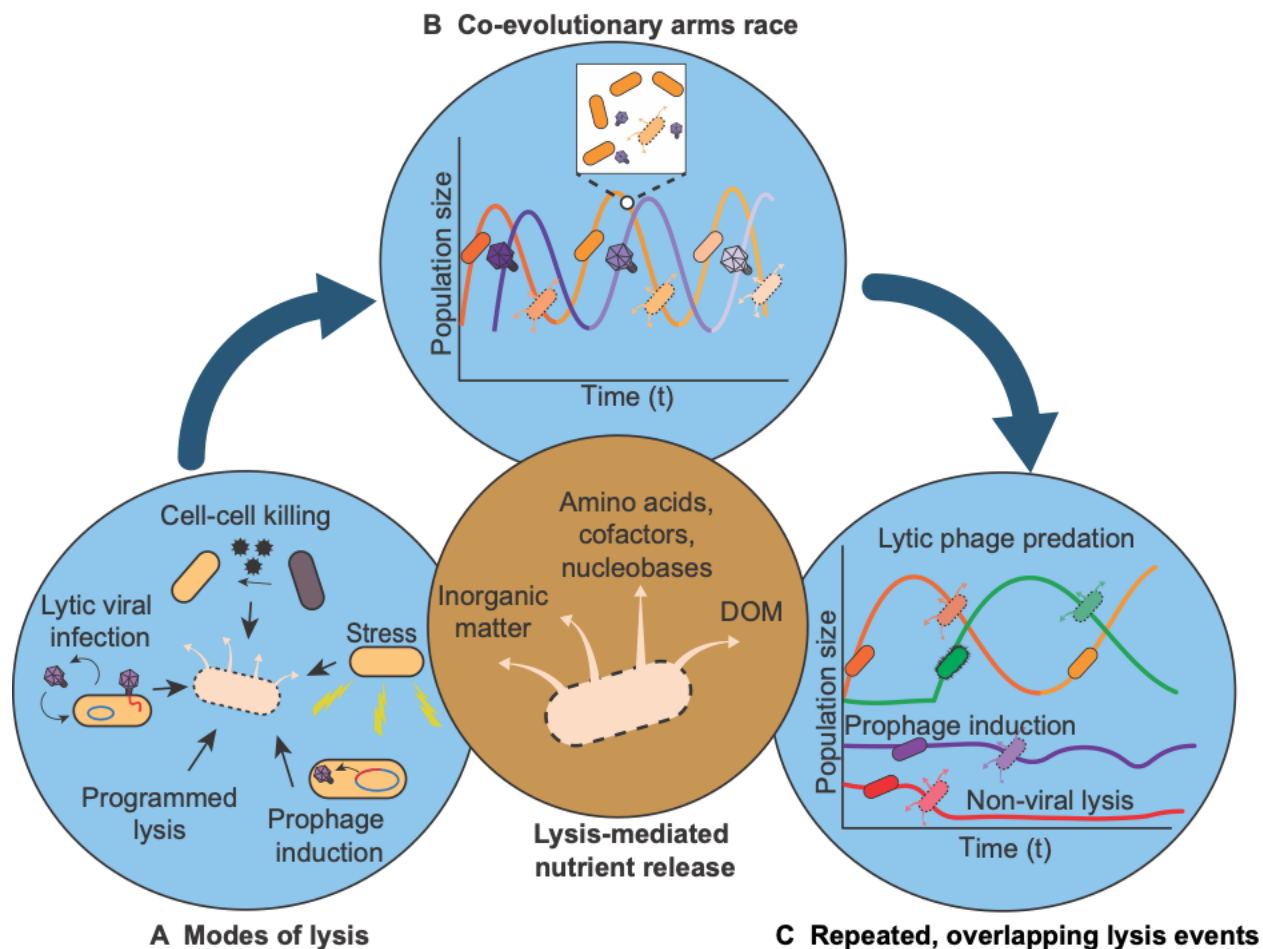 B Co-evolutionary arms race
Population size
Time (t)
Cell-cell killing
Lytic viral
infection
Stress
Programmed
lysis
Prophage
induction
A Modes of lysis
Amino acids,
cofactors,
nucleobases
Inorganic
matter
DOM
Lysis-mediated
nutrient release
Lytic phage predation
Population size
Prophage induction
Non-viral lysis
Time (t)
C Repeated, overlapping lysis events